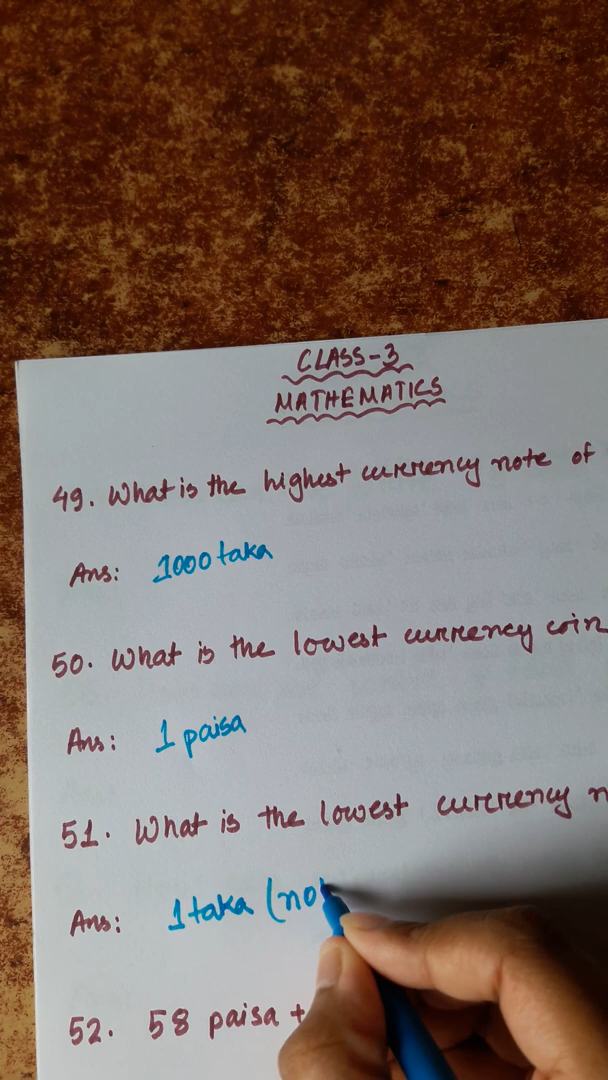 CLASS-3
MATHEMATICS
49. What is the highest currency note of
Ans: 1000 taka
50. What is the lowest currency coin
Ans: 1 paisa
51. What is the lowest currency n
Ans: 1 taka (no
52. 58 paisa +